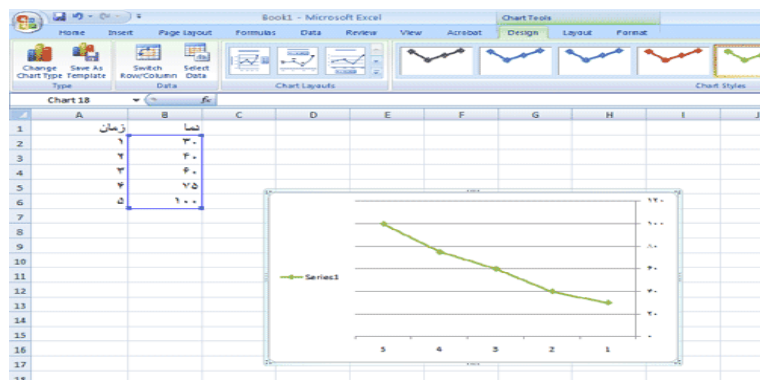 Book1 - Microsoft Excel
Chart Tools
Home Insert Page Layout Formulas Data Review View Acrobat Design Layout Format
Change Chart Type
Save As Template
Switch Row/Column
Select Data
Type
Data
Chart Layouts
Chart Styles
Chart 18
fx
A B C D E F G H I J
1 زمان دما
2 ۱ ۳۰
3 ۲ ۴۰
4 ۳ ۶۰
5 ۴ ۷۵
6 ۵ ۱۰۰
7
8
9
10
11
12
13
14
15
16
17
18
۱۲۰
۱۰۰
۸۰
۶۰
۴۰
۲۰
۰
Series1
5 4 3 2 1